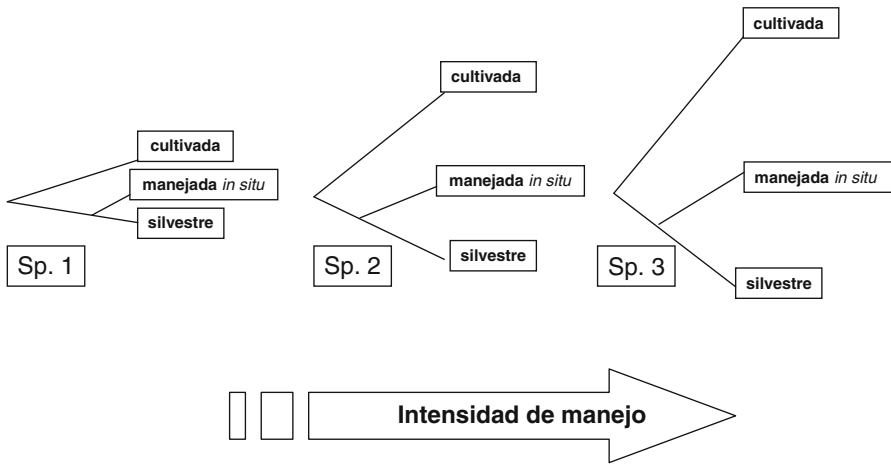 cultivada
manejada in situ
silvestre
Sp. 1
cultivada
manejada in situ
silvestre
Sp. 2
cultivada
manejada in situ
silvestre
Sp. 3
Intensidad de manejo